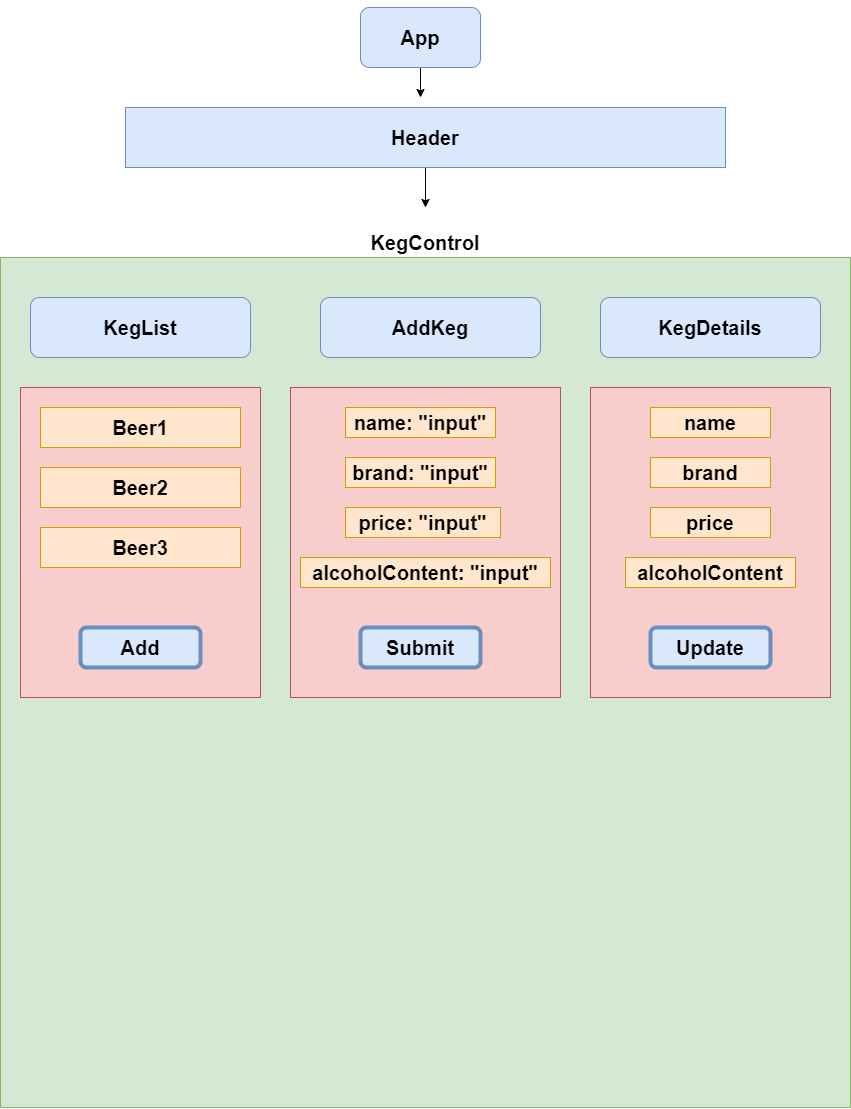 App
Header
KegControl
KegList
AddKeg
KegDetails
Beer1
Beer2
Beer3
Add
name: "input"
brand: "input"
price: "input"
alcoholContent: "input"
Submit
name
brand
price
alcoholContent
Update